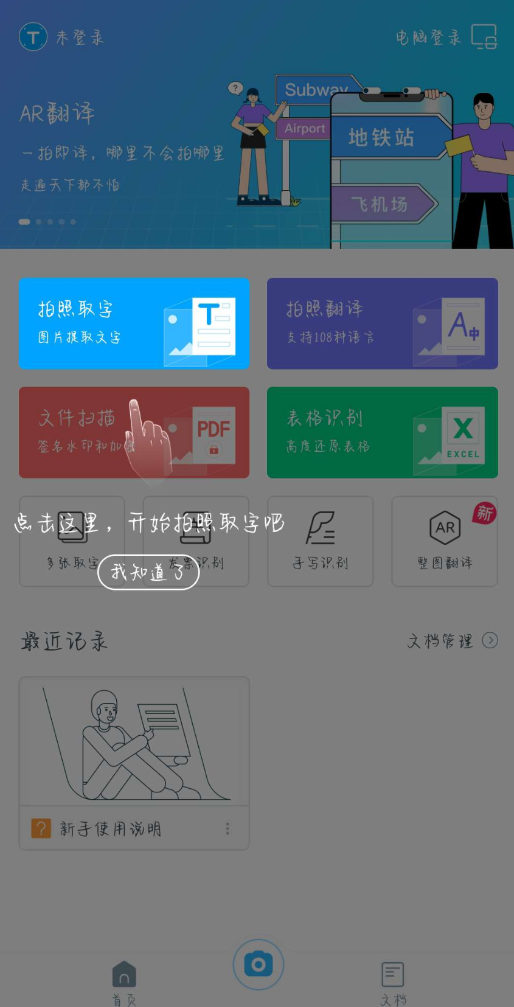 T 未登录
电脑登录
AR翻译
一拍即译，哪里不会拍哪里
走遍天下都不怕
?
Subway
Airport
地铁站
飞机场
拍照取字
图片提取文字
T
拍照翻译
支持108种语言
A中
文件扫描
签名水印和加
PDF
表格识别
高度还原表格
X
EXCEL
点击这里，开始拍照取字吧
新
AR
多张取字
发票识别
手写识别
整图翻译
我知道了
最近记录
文档管理
? 新手使用说明
首页
文档